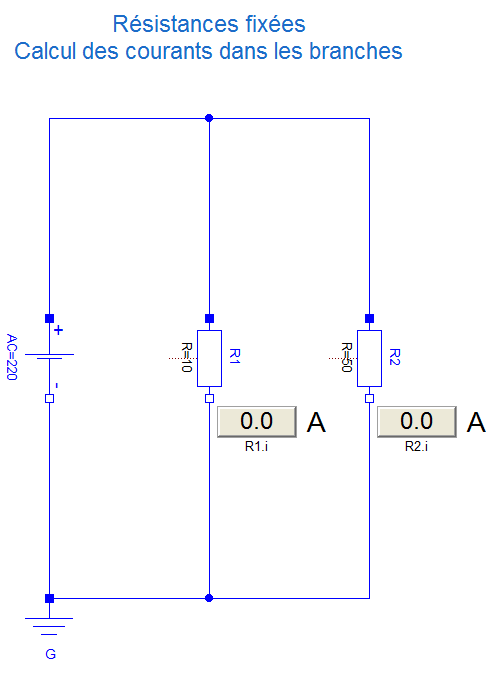 Résistances fixées
Calcul des courants dans les branches
+
AC=220
-
R=10
R1
R=50
R2
0.0 A
R1.i
0.0 A
R2.i
G